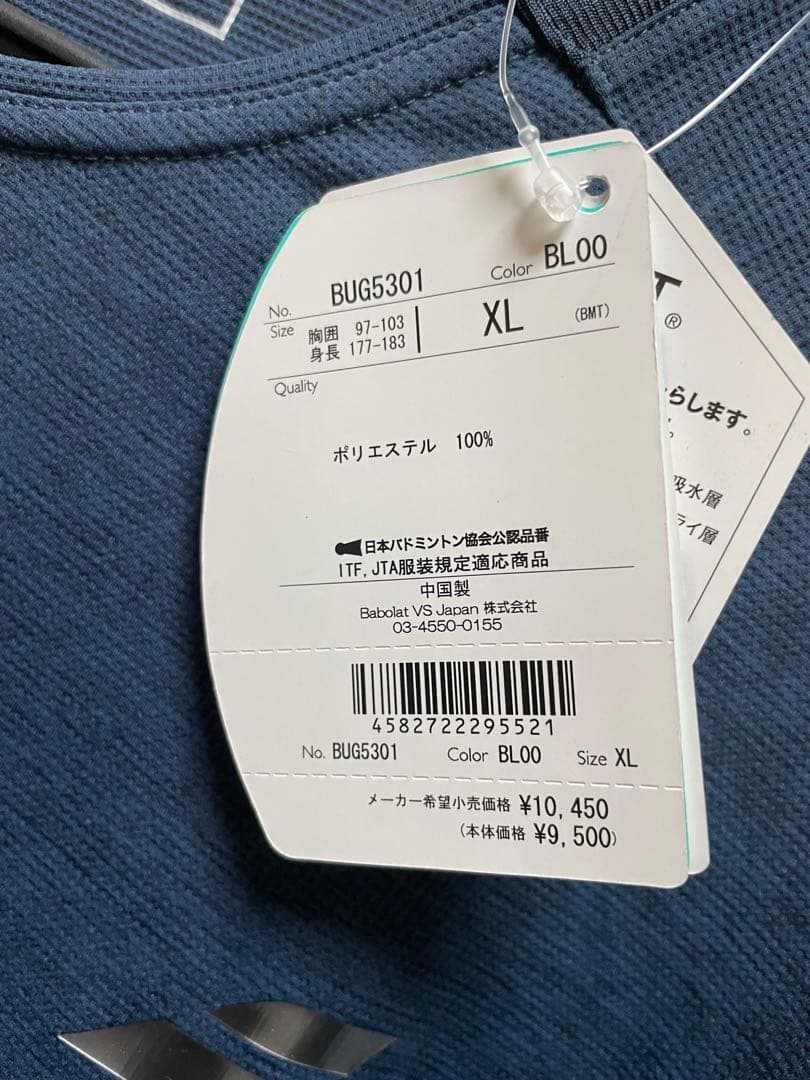 No. BUG5301 Color BL00
Size 胸囲 97-103 XL (BMT)
身長 177-183
Quality
ポリエステル 100%
日本バドミントン協会公認品番
ITF, JTA服装規定適応商品
中国製
Babolat VS Japan 株式会社
03-4550-0155
4582722295521
No. BUG5301 Color BL00 Size XL
メーカー希望小売価格 ¥10,450
(本体価格 ¥9,500)
T
®
らします。
吸水層
ライ層